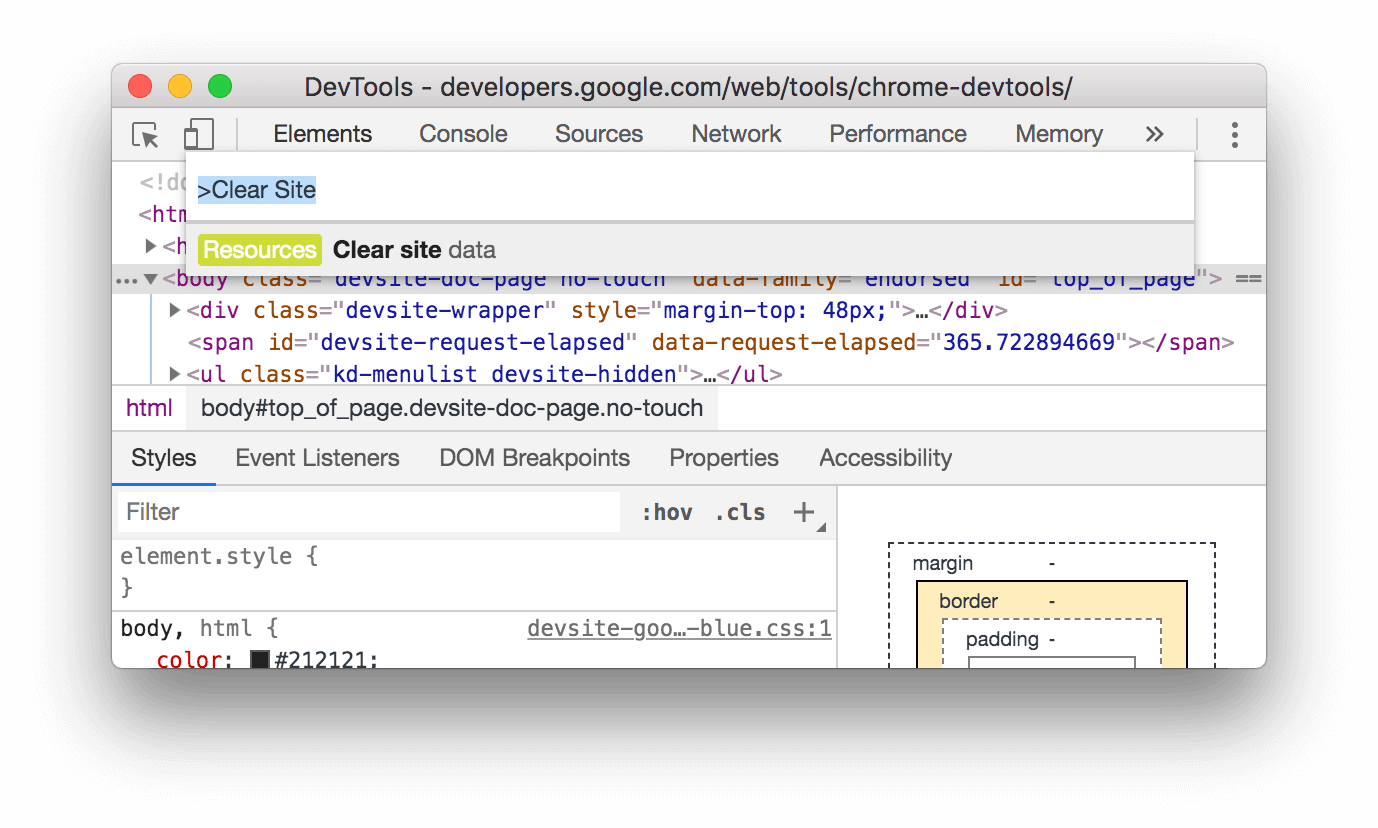 DevTools - developers.google.com/web/tools/chrome-devtools/
Elements Console Sources Network Performance Memory »
>Clear Site
Resources Clear site data
<!do
<htm
▶<h
…▼<body class="devsite-doc-page no-touch" data-family="endorsed" id="top_of_page"> ==
▶<div class="devsite-wrapper" style="margin-top: 48px;">…</div>
<span id="devsite-request-elapsed" data-request-elapsed="365.722894669"></span>
▶<ul class="kd-menulist devsite-hidden">…</ul>
html body#top_of_page.devsite-doc-page.no-touch
Styles Event Listeners DOM Breakpoints Properties Accessibility
Filter :hov .cls +
element.style {
}
body, html { devsite-goo…-blue.css:1
color: #212121;
margin -
border -
padding -